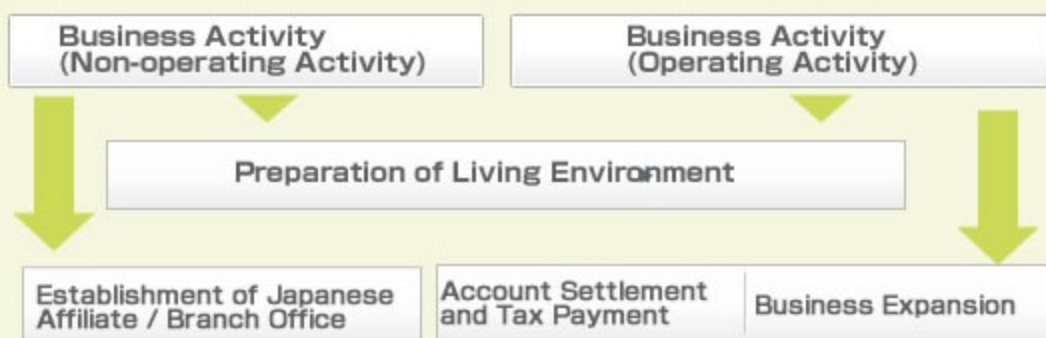 Business Activity
(Non-operating Activity)
Business Activity
(Operating Activity)
Preparation of Living Environment
Establishment of Japanese
Affiliate / Branch Office
Account Settlement
and Tax Payment
Business Expansion